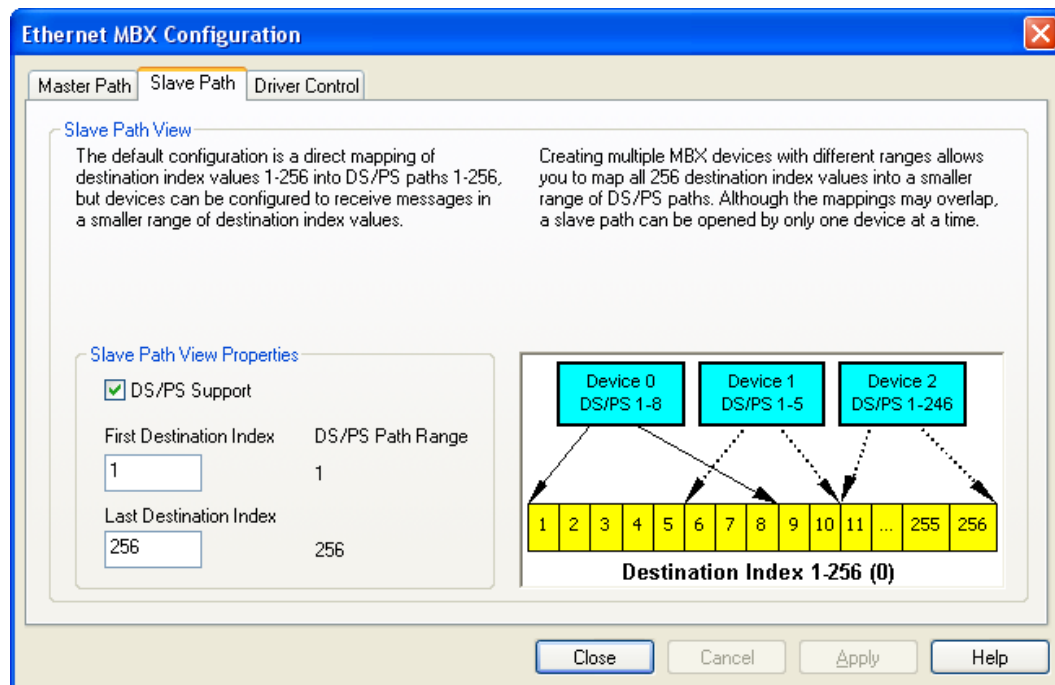 Ethernet MBX Configuration
Master Path
Slave Path
Driver Control
Slave Path View
The default configuration is a direct mapping of
destination index values 1-256 into DS/PS paths 1-256,
but devices can be configured to receive messages in
a smaller range of destination index values.
Creating multiple MBX devices with different ranges allows
you to map all 256 destination index values into a smaller
range of DS/PS paths. Although the mappings may overlap,
a slave path can be opened by only one device at a time.
Slave Path View Properties
DS/PS Support
First Destination Index
DS/PS Path Range
1
1
Last Destination Index
256
256
Device 0
DS/PS 1-8
Device 1
DS/PS 1-5
Device 2
DS/PS 1-246
1 2 3 4 5 6 7 8 9 10 11 ... 255 256
Destination Index 1-256 (0)
Close
Cancel
Apply
Help